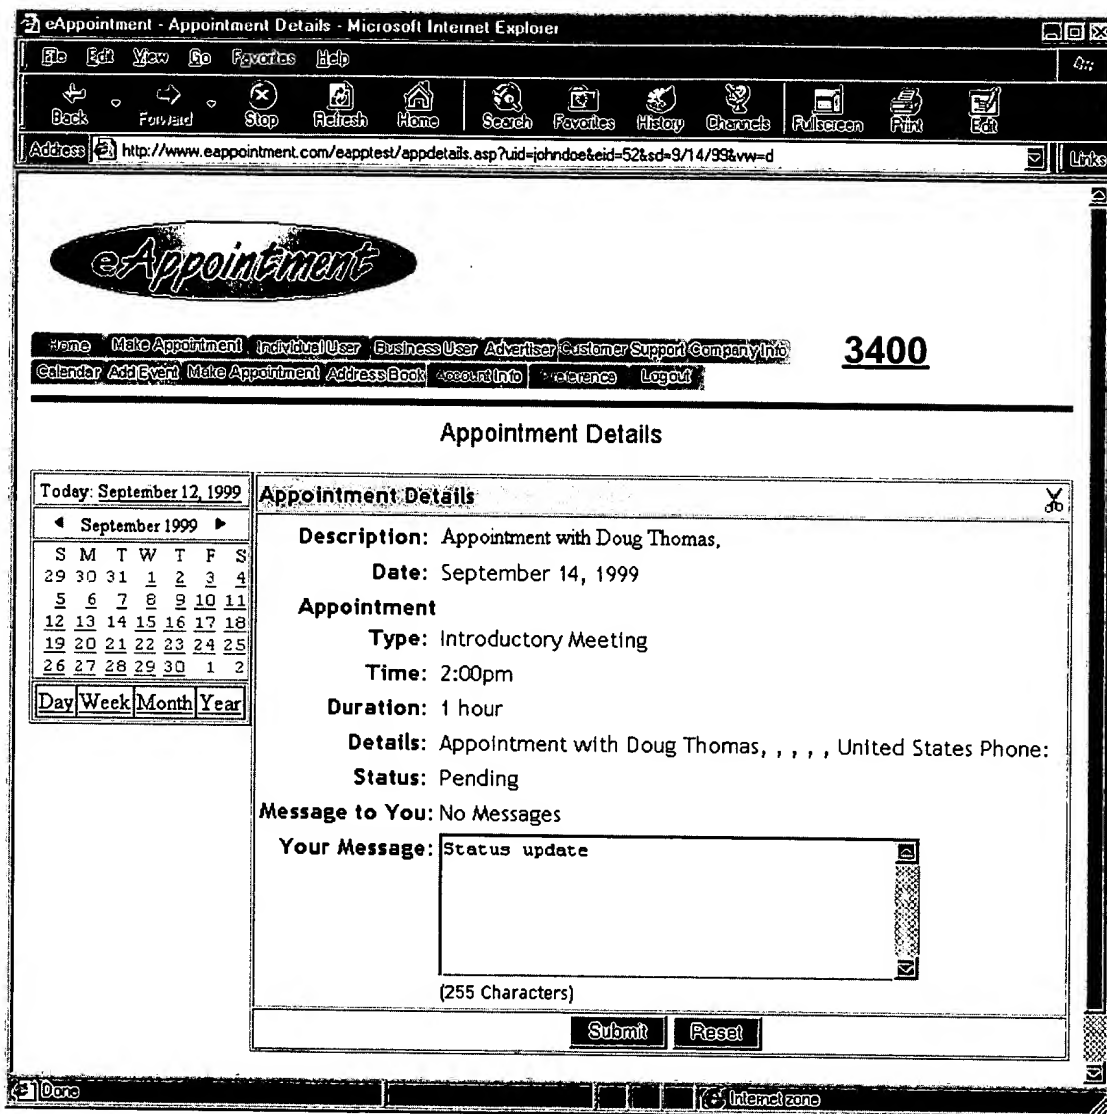 eAppointment - Appointment Details - Microsoft Internet Explorer
File Edit View Go Favorites Help
Back Forward Stop Refresh Home Search Favorites History Channels Fullscreen Print Edit
Address http://www.eappointment.com/eapptest/appdetails.asp?uid=johndoe&eid=52&sd=9/14/99&vw=d Links
eAppointment
Home Make Appointment Individual User Business User Advertiser Customer Support Company Info
3400
Calendar Add Event Make Appointment Address Book Account Info Preference Logout
Appointment Details
Today: September 12, 1999
Appointment Details
September 1999
S M T W T F S
29 30 31 1 2 3 4
5 6 7 8 9 10 11
12 13 14 15 16 17 18
19 20 21 22 23 24 25
26 27 28 29 30 1 2
Day Week Month Year
Description: Appointment with Doug Thomas,
Date: September 14, 1999
Appointment
Type: Introductory Meeting
Time: 2:00pm
Duration: 1 hour
Details: Appointment with Doug Thomas, , , , , United States Phone:
Status: Pending
Message to You: No Messages
Your Message: Status update
(255 Characters)
Submit Reset
Done Internet zone